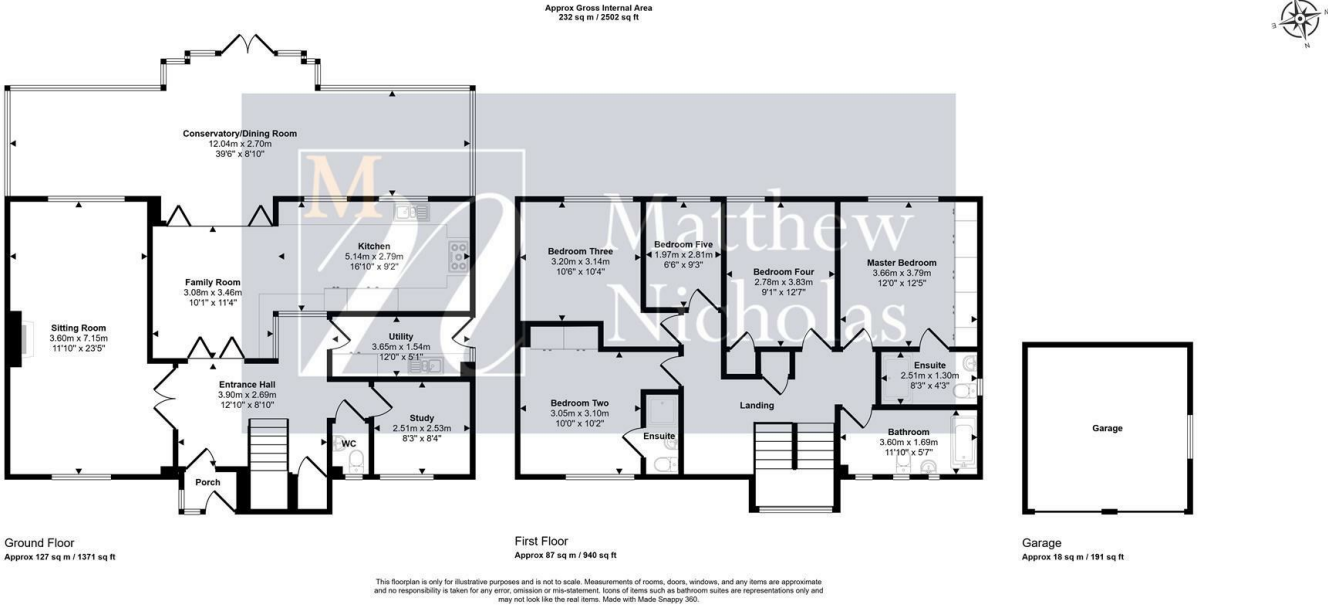 Approx Gross Internal Area
232 sq m / 2502 sq ft
N
E
N
Conservatory/Dining Room
12.04m x 2.70m
39'6" x 8'10"
M
Matthew
Nicholas
Kitchen
5.14m x 2.79m
16'10" x 9'2"
Family Room
3.08m x 3.46m
10'1" x 11'4"
Sitting Room
3.60m x 7.15m
11'10" x 23'5"
Utility
3.65m x 1.54m
12'0" x 5'1"
Entrance Hall
3.90m x 2.69m
12'10" x 8'10"
Study
2.51m x 2.53m
8'3" x 8'4"
WC
Porch
Bedroom Three
3.20m x 3.14m
10'6" x 10'4"
Bedroom Five
1.97m x 2.81m
6'6" x 9'3"
Bedroom Four
2.78m x 3.83m
9'1" x 12'7"
Master Bedroom
3.66m x 3.79m
12'0" x 12'5"
Ensuite
2.51m x 1.30m
8'3" x 4'3"
Bedroom Two
3.05m x 3.10m
10'0" x 10'2"
Landing
Ensuite
Bathroom
3.60m x 1.69m
11'10" x 5'7"
Garage
Ground Floor
Approx 127 sq m / 1371 sq ft
First Floor
Approx 87 sq m / 940 sq ft
Garage
Approx 18 sq m / 191 sq ft
This floorplan is only for illustrative purposes and is not to scale. Measurements of rooms, doors, windows, and any items are approximate
and no responsibility is taken for any error, omission or mis-statement. Icons of items such as bathroom suites are representations only and
may not look like the real items. Made with Made Snappy 360.